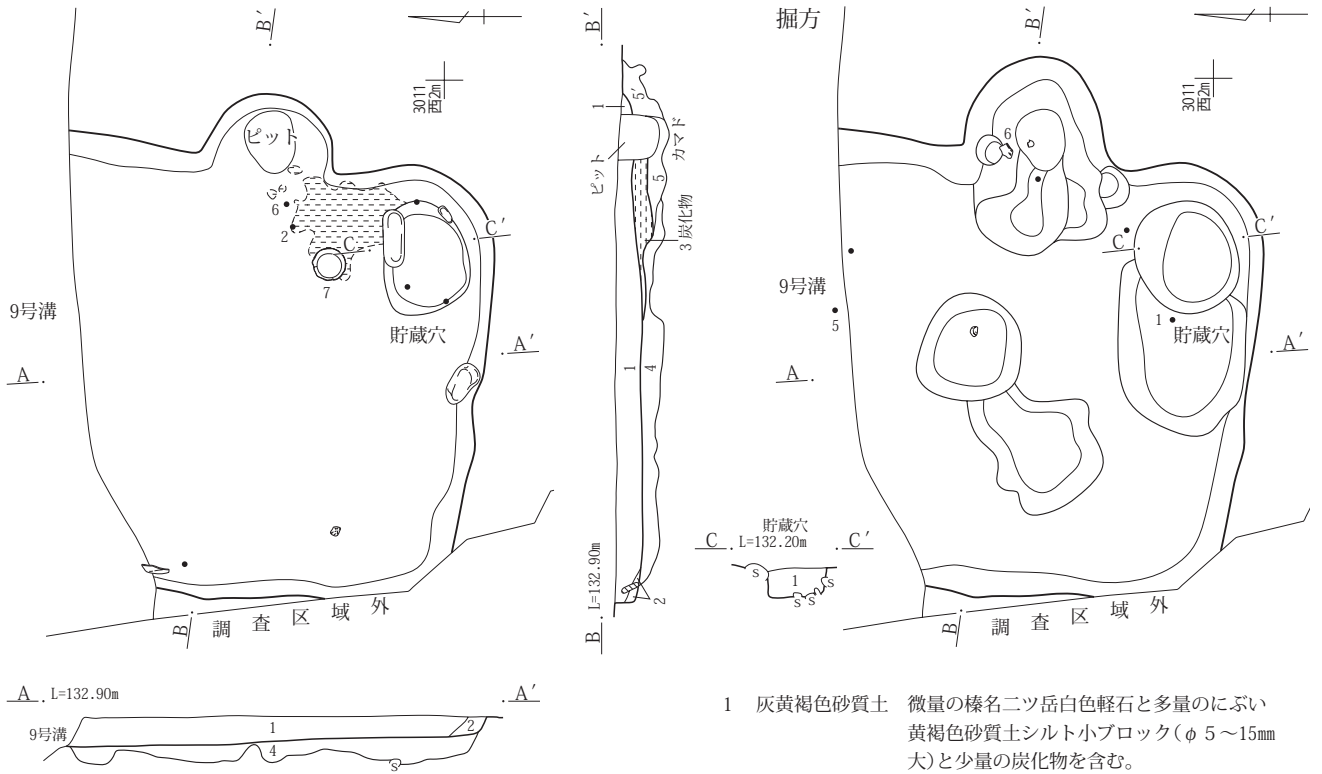 B′
3011
西2m
ピット
6
2
C
C′
7
9号溝
貯蔵穴
A
A′
B
調査区域外
B′
5′
1
カマド
ピット
5
3 炭化物
1
4
2
B
L=132.90m
掘方
B′
3011
西2m
6
C
C′
9号溝
5
1
貯蔵穴
A
A′
B
調査区域外
貯蔵穴
C L=132.20m C′
S
1
S
S
S
A L=132.90m A′
9号溝
1
2
4
S
1 灰黄褐色砂質土 微量の榛名二ツ岳白色軽石と多量のにぶい
黄褐色砂質土シルト小ブロック(φ5～15mm
大)と少量の炭化物を含む。